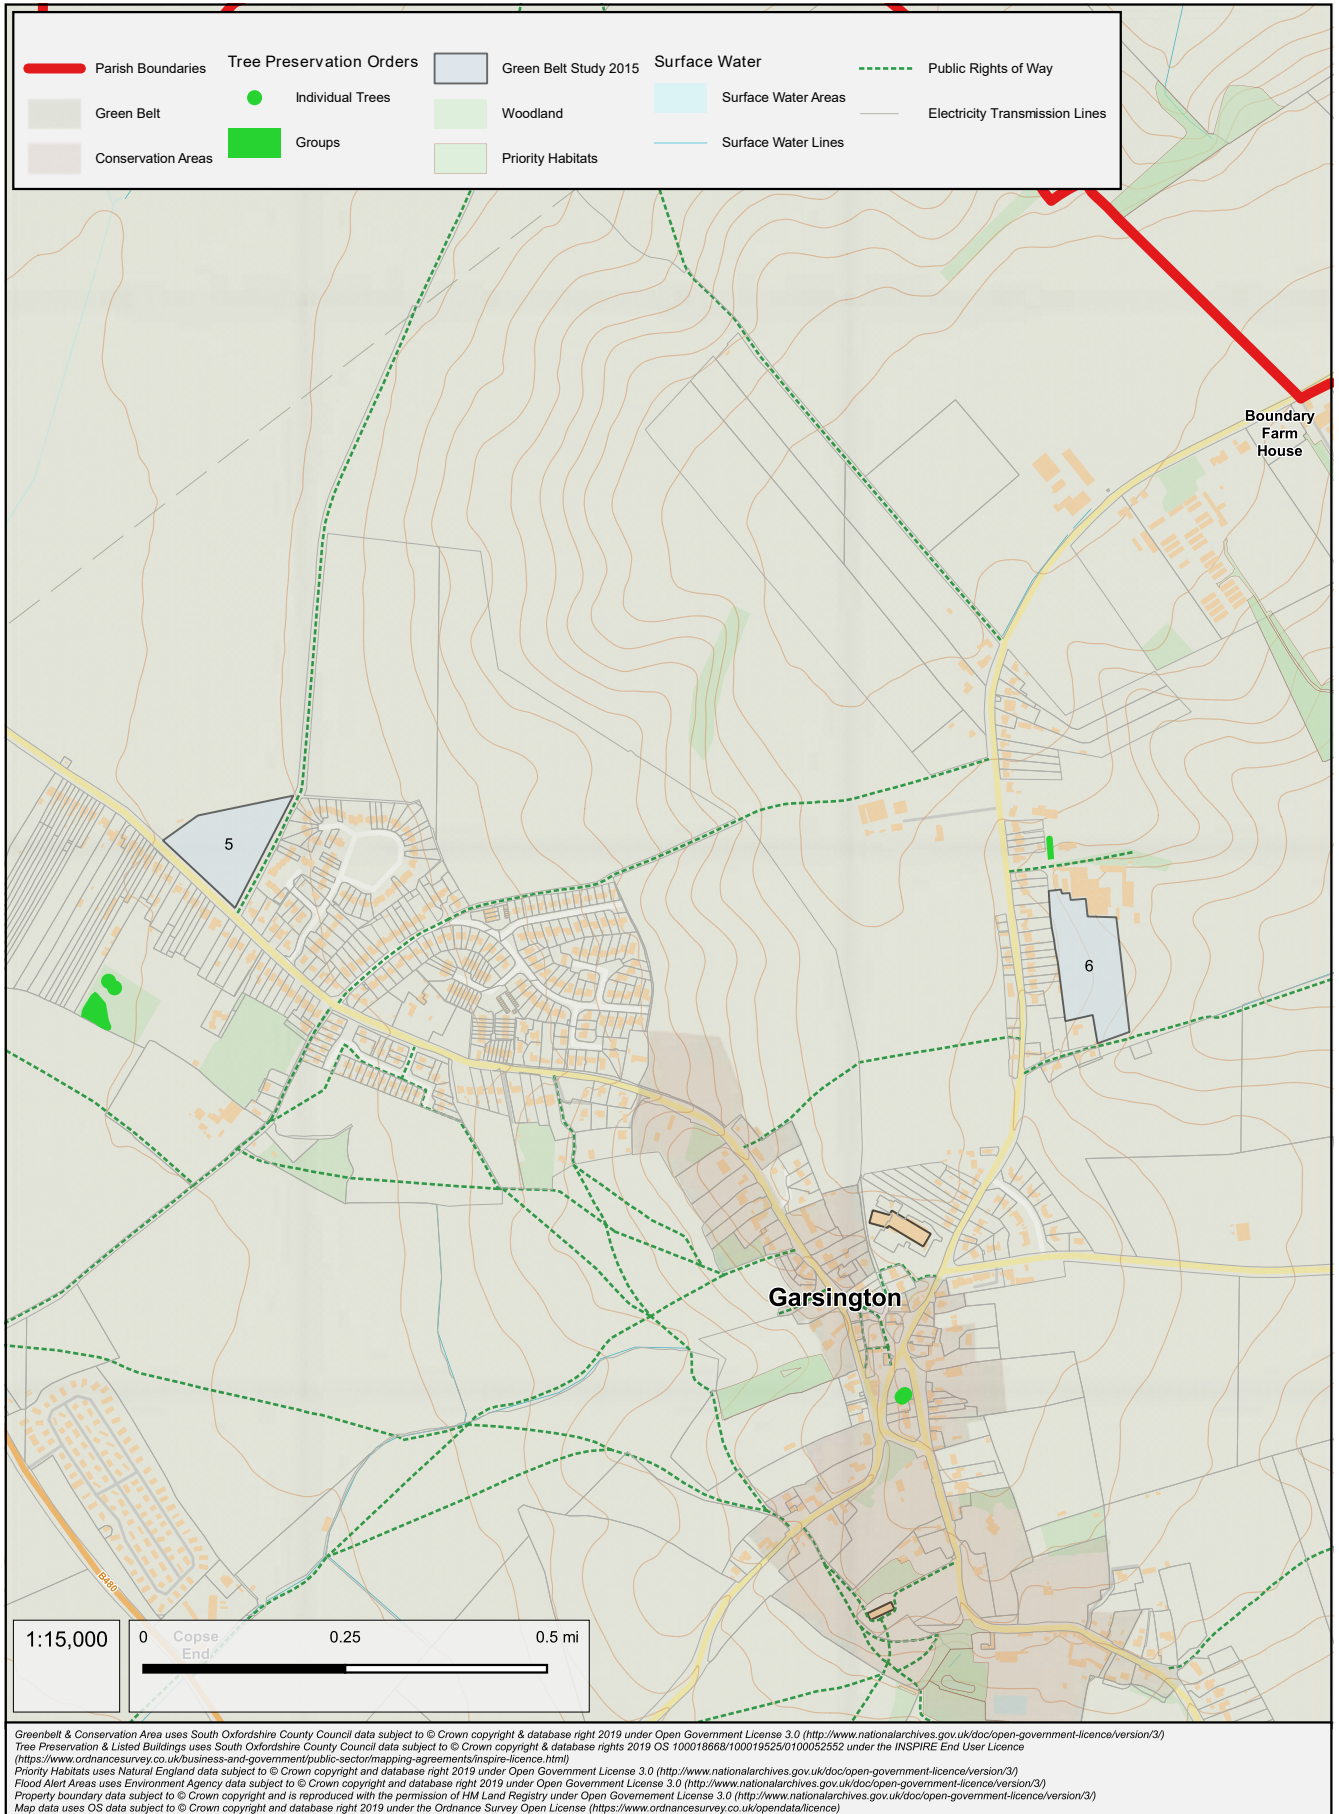 Parish Boundaries
Green Belt
Conservation Areas
Tree Preservation Orders
Individual Trees
Groups
Green Belt Study 2015
Woodland
Priority Habitats
Surface Water
Surface Water Areas
Surface Water Lines
Public Rights of Way
Electricity Transmission Lines
Boundary
Farm
House
5
6
Garsington
B480
Copse
End
1:15,000
0 0.25 0.5 mi
Greenbelt & Conservation Area uses South Oxfordshire County Council data subject to © Crown copyright & database right 2019 under Open Government License 3.0 (http://www.nationalarchives.gov.uk/doc/open-government-licence/version/3/)
Tree Preservation & Listed Buildings uses South Oxfordshire County Council data subject to © Crown copyright & database rights 2019 OS 100018668/100019525/0100052552 under the INSPIRE End User Licence
(https://www.ordnancesurvey.co.uk/business-and-government/public-sector/mapping-agreements/inspire-licence.html)
Priority Habitats uses Natural England data subject to © Crown copyright and database right 2019 under Open Government License 3.0 (http://www.nationalarchives.gov.uk/doc/open-government-licence/version/3/)
Flood Alert Areas uses Environment Agency data subject to © Crown copyright and database right 2019 under Open Government License 3.0 (http://www.nationalarchives.gov.uk/doc/open-government-licence/version/3/)
Property boundary data subject to © Crown copyright and is reproduced with the permission of HM Land Registry under Open Governement License 3.0 (http://www.nationalarchives.gov.uk/doc/open-government-licence/version/3/)
Map data uses OS data subject to © Crown copyright and database right 2019 under the Ordnance Survey Open License (https://www.ordnancesurvey.co.uk/opendata/licence)